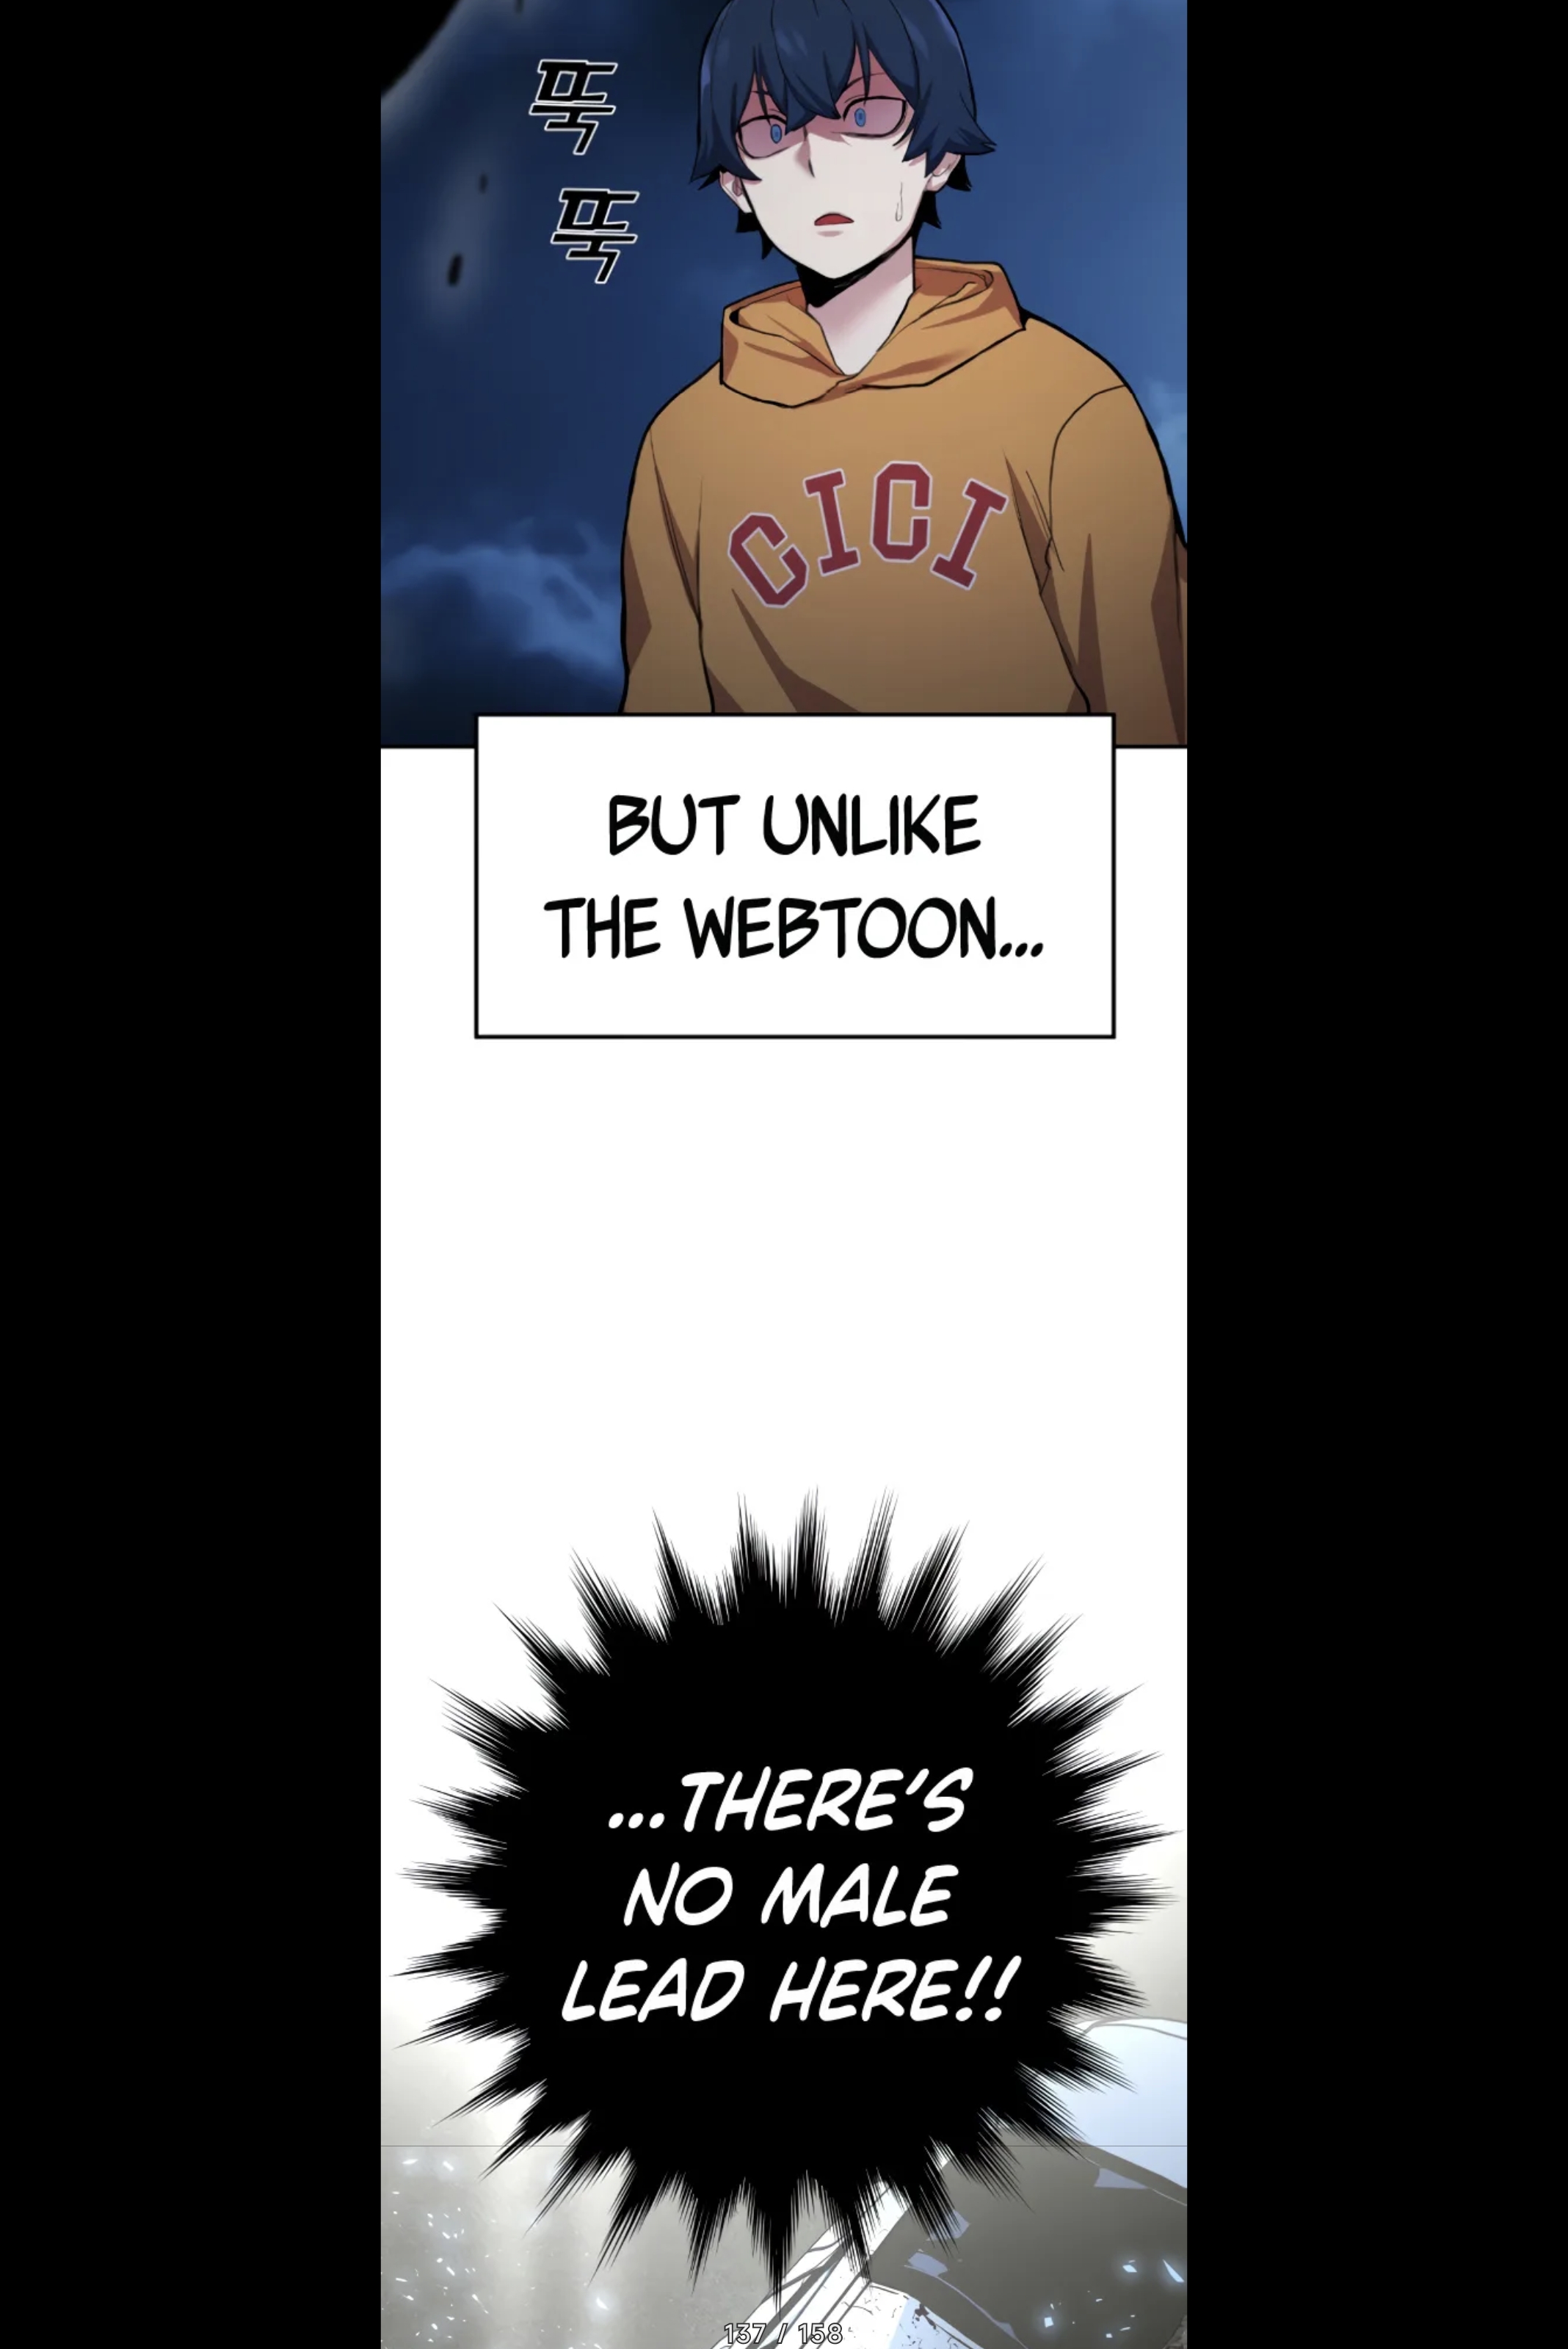 뚝
뚝
CICI
BUT UNLIKE
THE WEBTOON...
...THERE'S
NO MALE
LEAD HERE!!
137 / 158